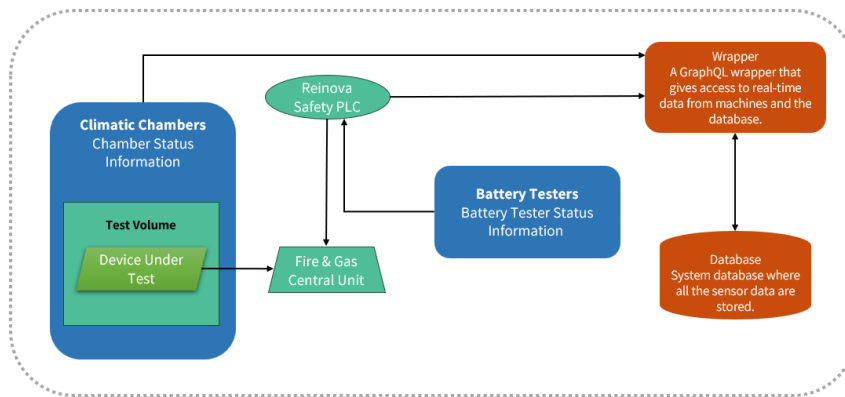 Wrapper
A GraphQL wrapper that
gives access to real-time
data from machines and the
database.
Reinova
Safety PLC
Climatic Chambers
Chamber Status
Information
Battery Testers
Battery Tester Status
Information
Test Volume
Device Under
Test
Fire & Gas
Central Unit
Database
System database where
all the sensor data are
stored.